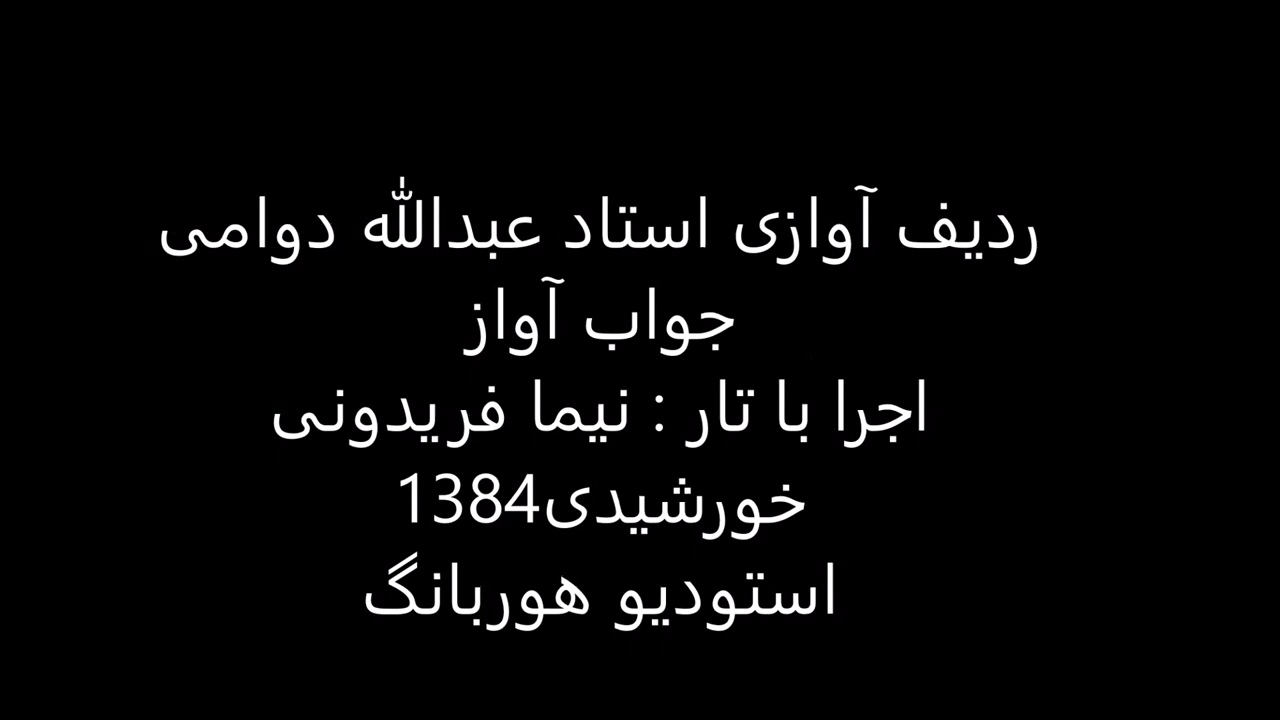 ردیف آوازی استاد عبدالله دوامی
جواب آواز
اجرا با تار : نیما فریدونی
خورشیدی1384
استودیو هوربانگ